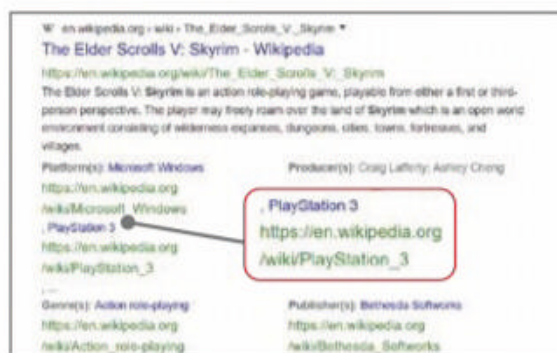 W en.wikipedia.org › wiki › The_Elder_Scrolls_V:_Skyrim ▼
The Elder Scrolls V: Skyrim - Wikipedia
https://en.wikipedia.org/wiki/The_Elder_Scrolls_V:_Skyrim
The Elder Scrolls V: Skyrim is an action role-playing game, playable from either a first or third-
person perspective. The player may freely roam over the land of Skyrim which is an open world
environment consisting of wilderness expanses, dungeons, cities, towns, fortresses, and
villages.
Platform(s): Microsoft Windows
https://en.wikipedia.org
/wiki/Microsoft_Windows
, PlayStation 3
https://en.wikipedia.org
/wiki/PlayStation_3
, ...
Producer(s): Craig Lafferty; Ashley Cheng
, PlayStation 3
https://en.wikipedia.org
/wiki/PlayStation_3
Genre(s): Action role-playing
https://en.wikipedia.org
/wiki/Action_role-playing
Publisher(s): Bethesda Softworks
https://en.wikipedia.org
/wiki/Bethesda_Softworks